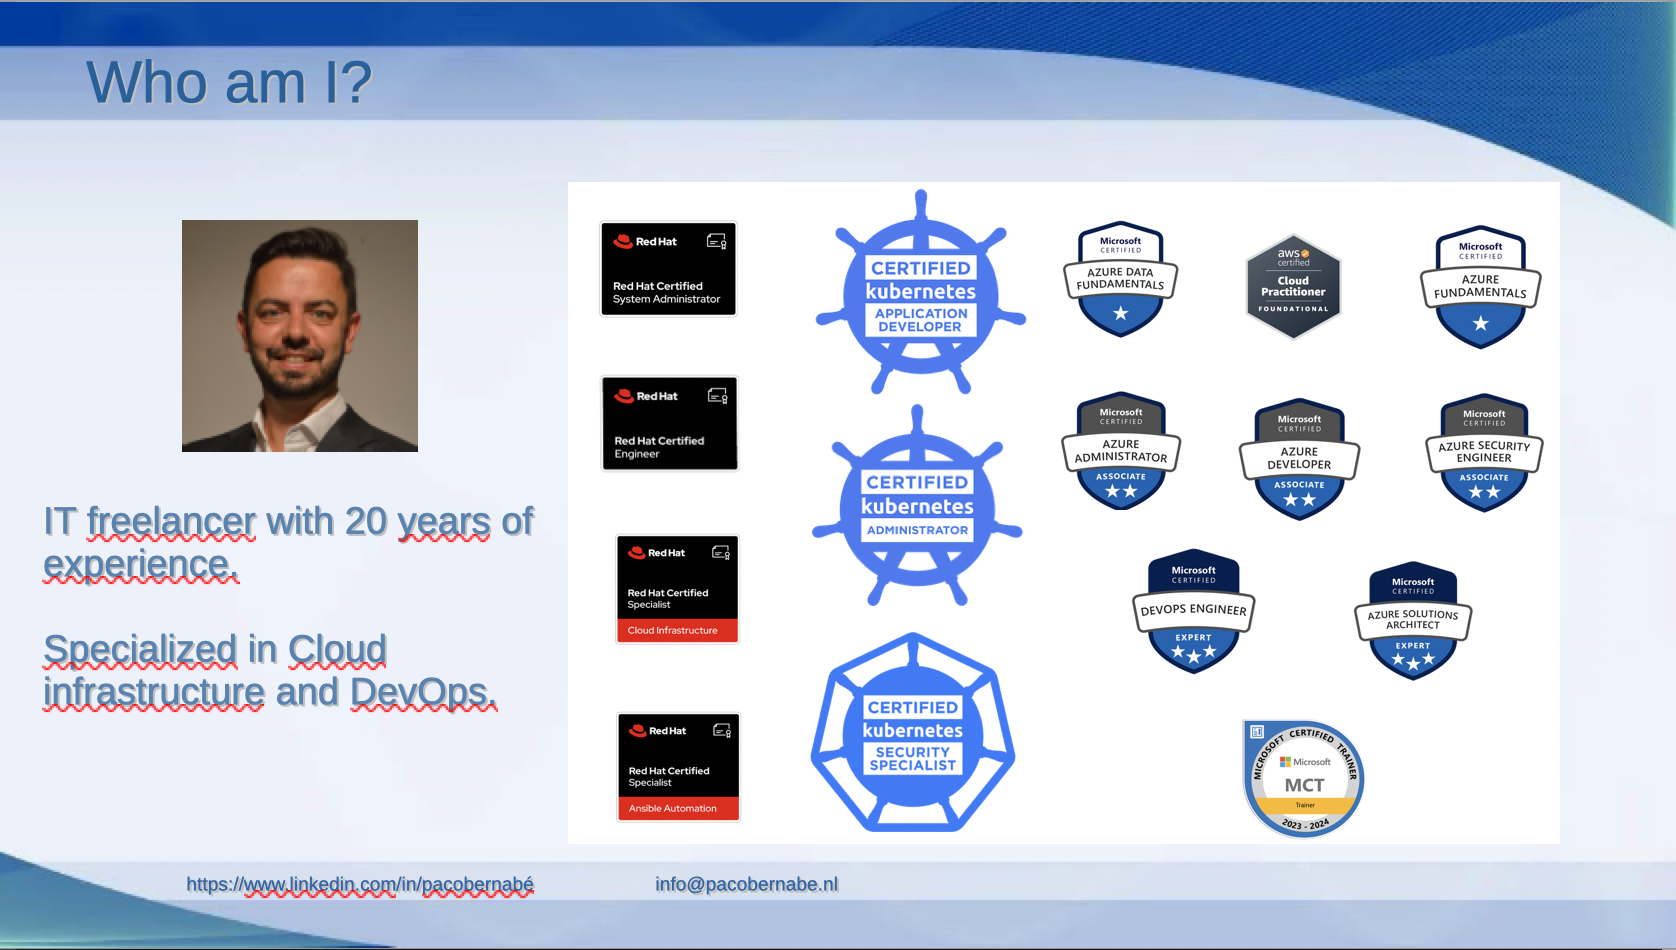 Who am I?
IT freelancer with 20 years of
experience.
Specialized in Cloud
infrastructure and DevOps.
Red Hat
Red Hat Certified
System Administrator
Red Hat
Red Hat Certified
Engineer
Red Hat
Red Hat Certified
Specialist
Cloud Infrastructure
Red Hat
Red Hat Certified
Specialist
Ansible Automation
CERTIFIED
kubernetes
APPLICATION
DEVELOPER
CERTIFIED
kubernetes
ADMINISTRATOR
CERTIFIED
kubernetes
SECURITY
SPECIALIST
Microsoft
CERTIFIED
AZURE DATA
FUNDAMENTALS
aws
certified
Cloud
Practitioner
FOUNDATIONAL
Microsoft
CERTIFIED
AZURE
FUNDAMENTALS
Microsoft
CERTIFIED
AZURE
ADMINISTRATOR
ASSOCIATE
Microsoft
CERTIFIED
AZURE
DEVELOPER
ASSOCIATE
Microsoft
CERTIFIED
AZURE SECURITY
ENGINEER
ASSOCIATE
Microsoft
CERTIFIED
DEVOPS ENGINEER
EXPERT
Microsoft
CERTIFIED
AZURE SOLUTIONS
ARCHITECT
EXPERT
MICROSOFT CERTIFIED TRAINER
Microsoft
MCT
Trainer
2023 - 2024
https://www.linkedin.com/in/pacobernabé
info@pacobernabe.nl